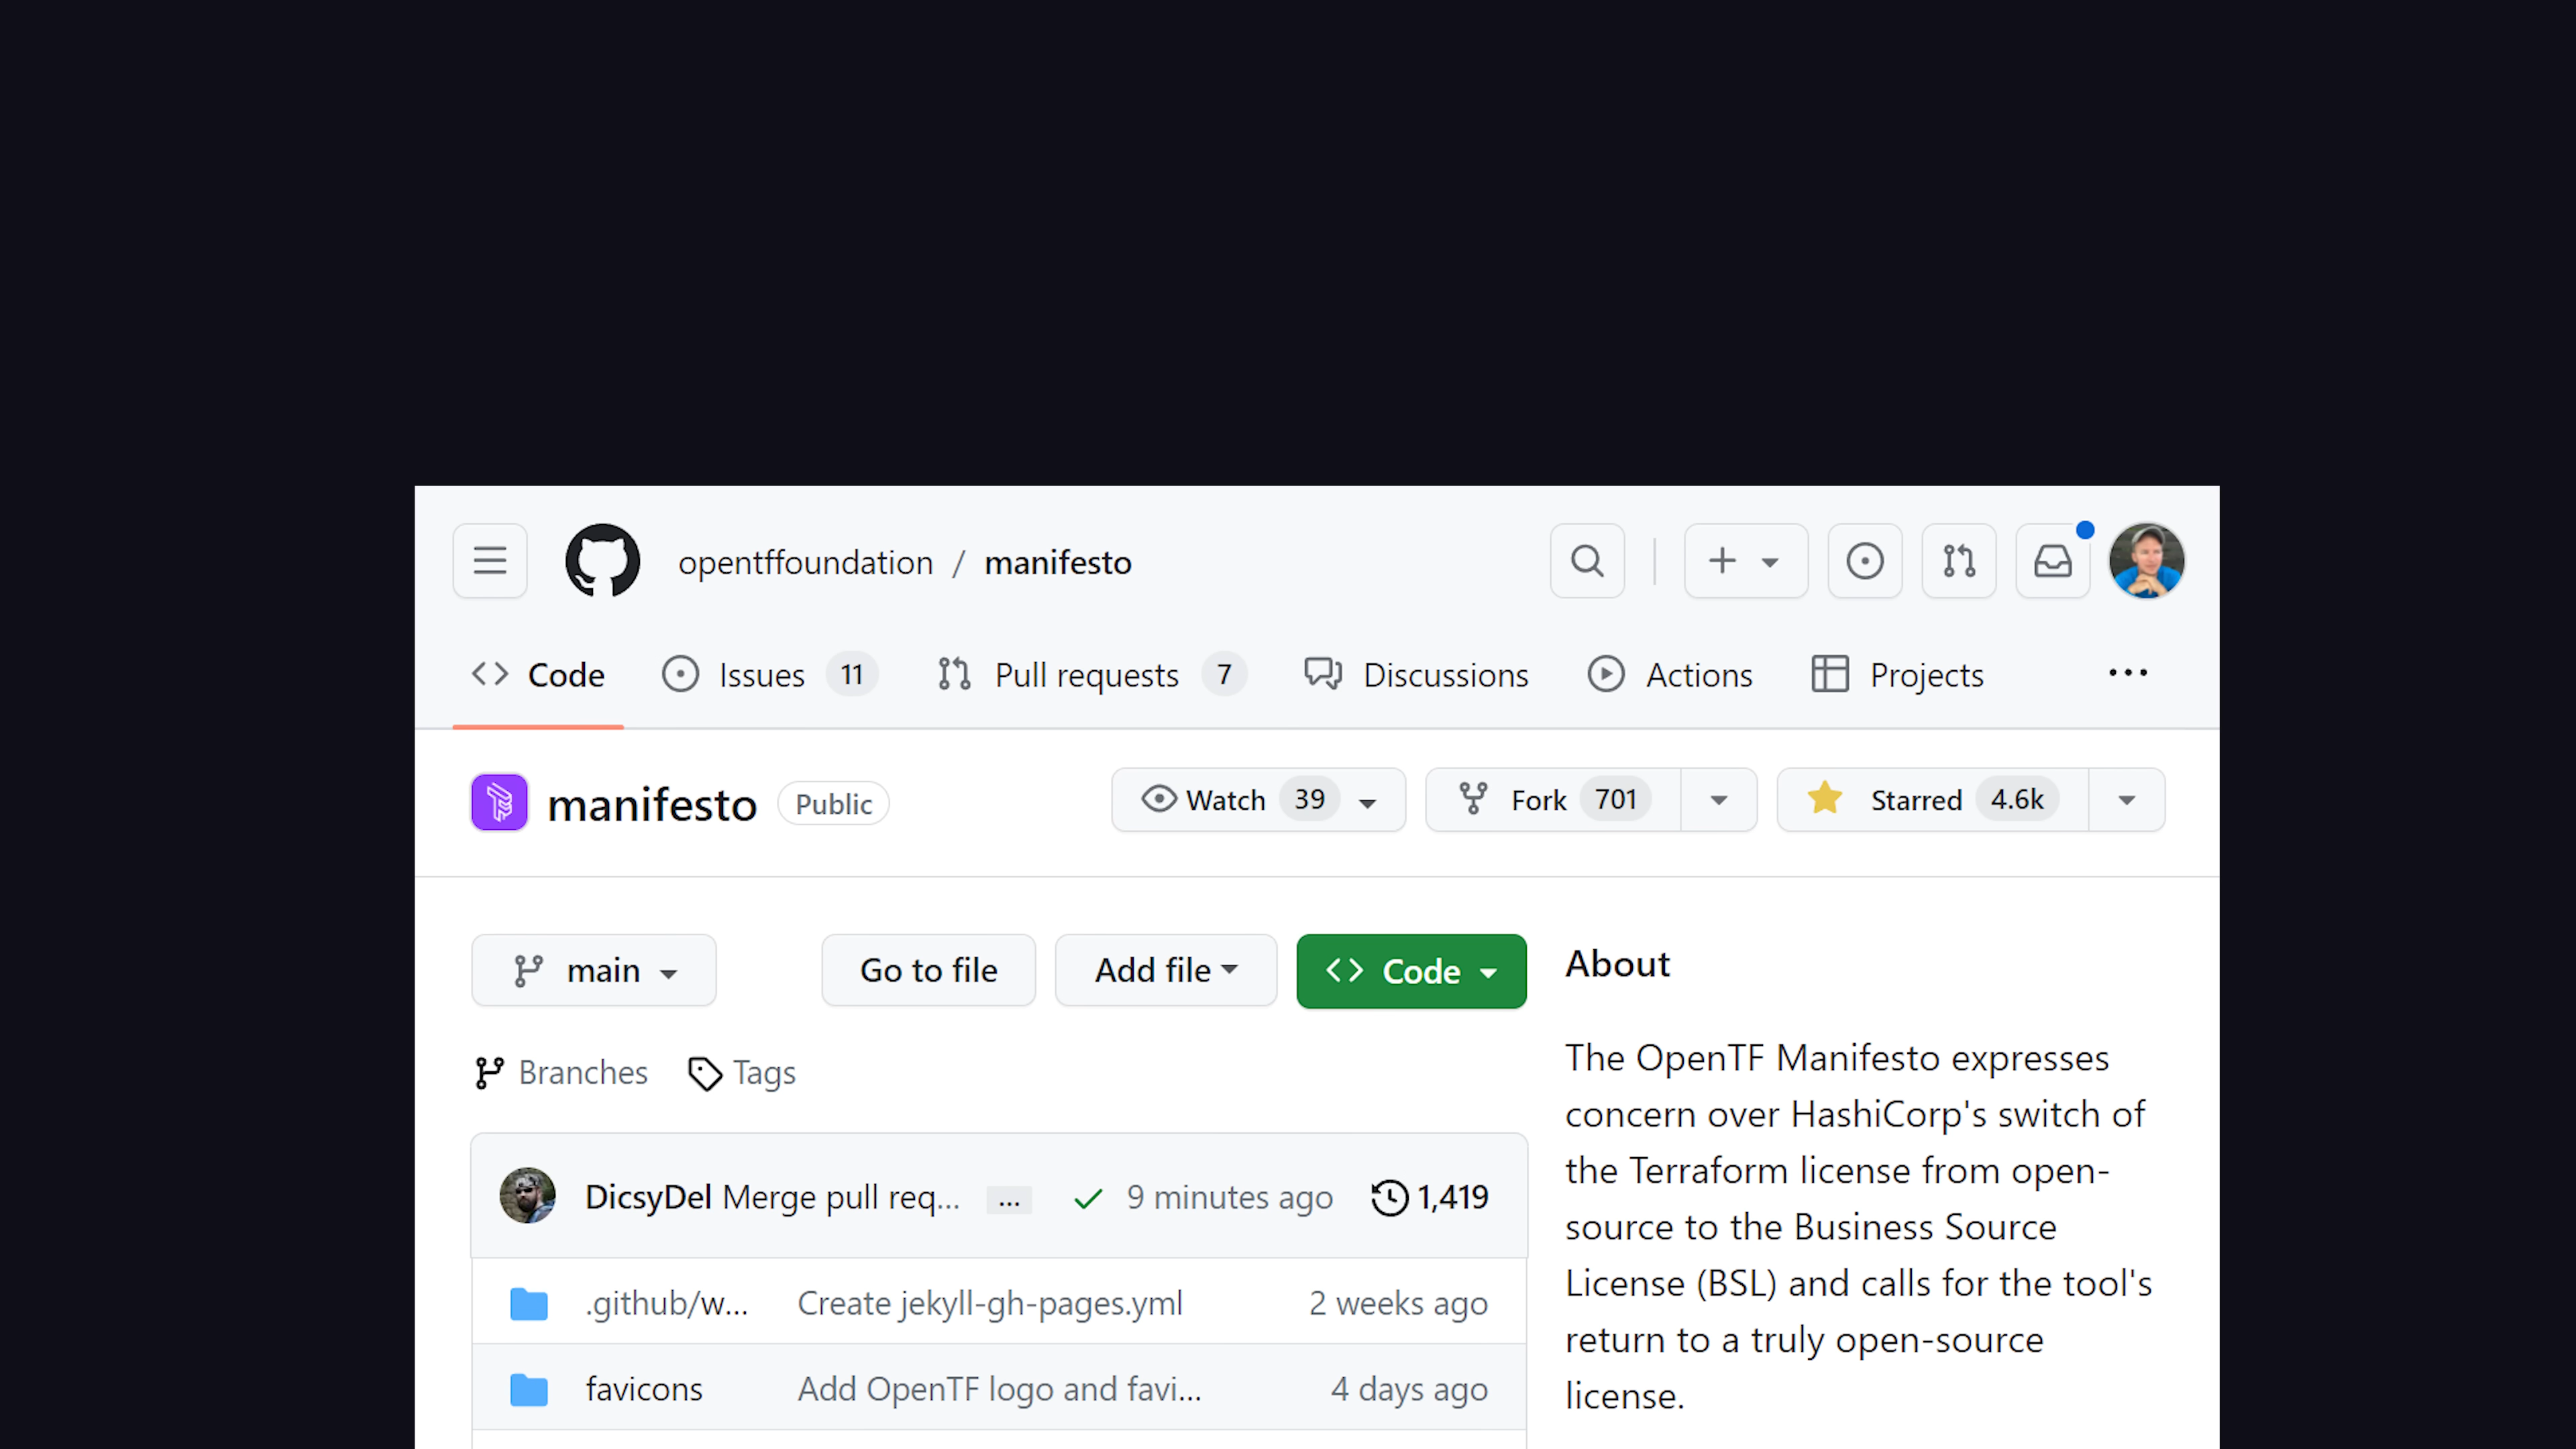 opentffoundation / manifesto
Code Issues 11 Pull requests 7 Discussions Actions Projects
manifesto Public Watch 39 Fork 701 Starred 4.6k
main Go to file Add file Code
Branches Tags
DicsyDel Merge pull req... ... 9 minutes ago 1,419
.github/w... Create jekyll-gh-pages.yml 2 weeks ago
favicons Add OpenTF logo and favi... 4 days ago
About
The OpenTF Manifesto expresses
concern over HashiCorp's switch of
the Terraform license from open-
source to the Business Source
License (BSL) and calls for the tool's
return to a truly open-source
license.